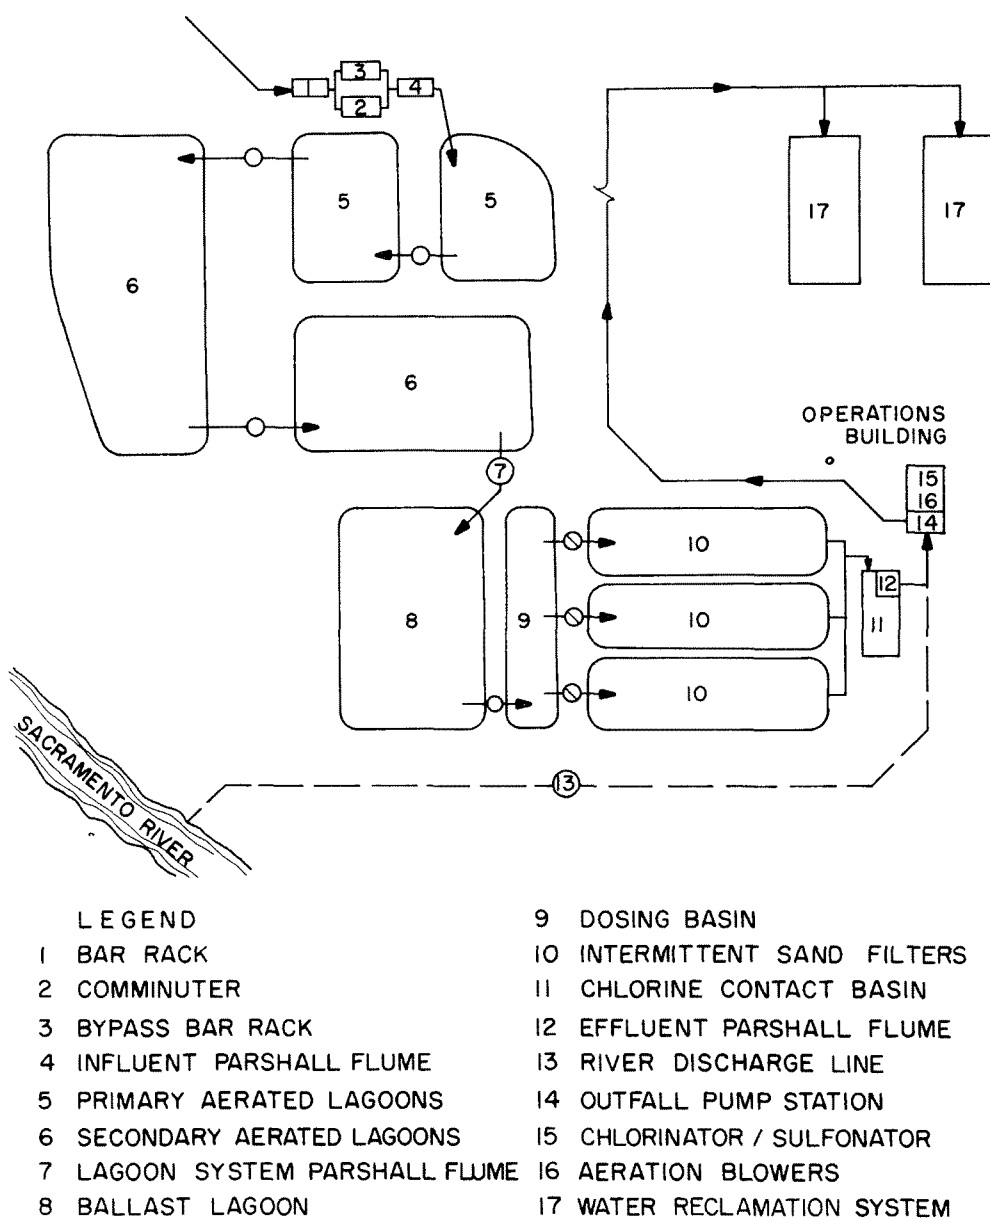 3
1
4
2
5
5
17
17
6
6
OPERATIONS
BUILDING
7
15
16
14
10
12
8
9
10
11
10
SACRAMENTO RIVER
13
LEGEND
1 BAR RACK
2 COMMINUTER
3 BYPASS BAR RACK
4 INFLUENT PARSHALL FLUME
5 PRIMARY AERATED LAGOONS
6 SECONDARY AERATED LAGOONS
7 LAGOON SYSTEM PARSHALL FLUME
8 BALLAST LAGOON
9 DOSING BASIN
10 INTERMITTENT SAND FILTERS
11 CHLORINE CONTACT BASIN
12 EFFLUENT PARSHALL FLUME
13 RIVER DISCHARGE LINE
14 OUTFALL PUMP STATION
15 CHLORINATOR / SULFONATOR
16 AERATION BLOWERS
17 WATER RECLAMATION SYSTEM